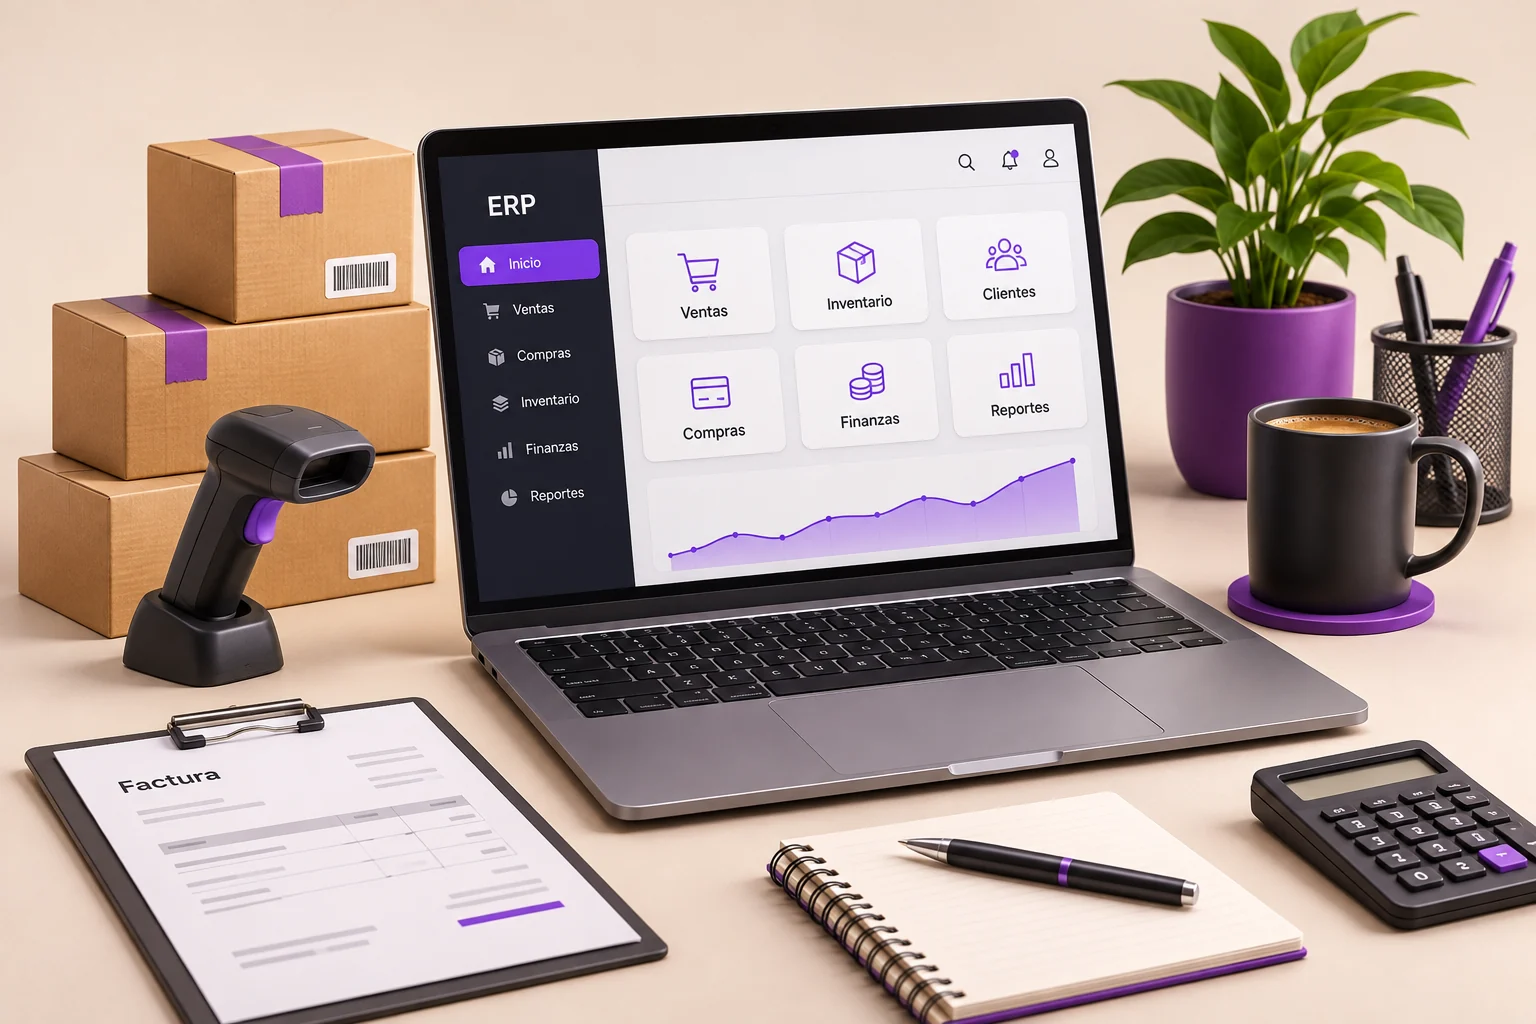 ERP
Inicio
Ventas
Compras
Inventario
Finanzas
Reportes
Ventas
Inventario
Clientes
Compras
Finanzas
Reportes
Factura